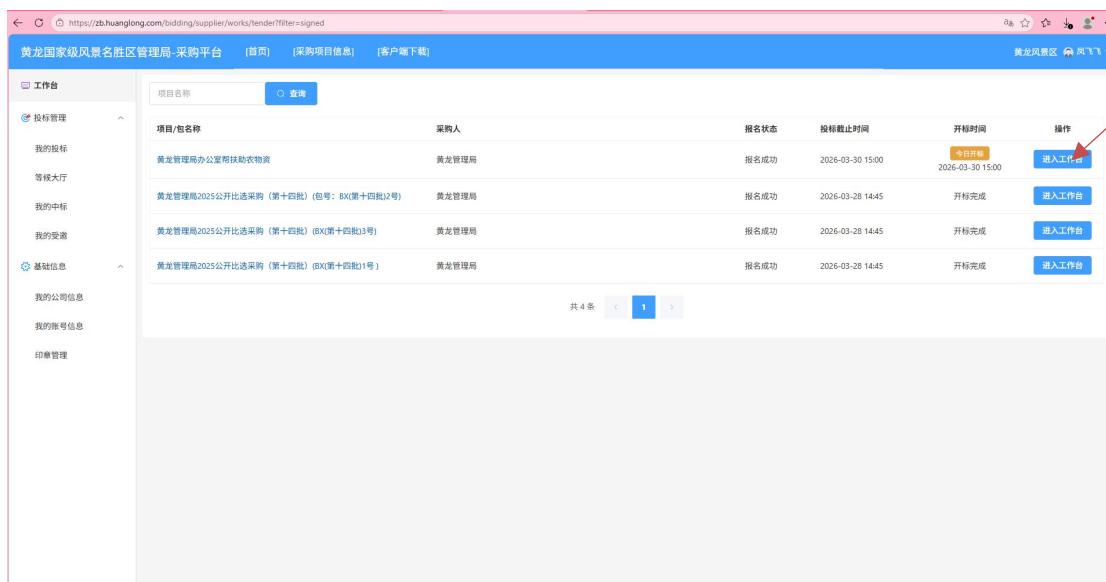 https://zb.huanglong.com/bidding/supplier/works/tender?filter=signed
黄龙国家级风景名胜区管理局-采购平台 [首页] [采购项目信息] [客户端下载] 黄龙风景区 凤飞飞
工作台
投标管理
我的投标
等候大厅
我的中标
我的受邀
基础信息
我的公司信息
我的账号信息
印章管理
项目名称 查询
项目/包名称 采购人 报名状态 投标截止时间 开标时间 操作
黄龙管理局办公室帮扶助农物资 黄龙管理局 报名成功 2026-03-30 15:00 今日开标 2026-03-30 15:00 进入工作台
黄龙管理局2025公开比选采购（第十四批）(包号：BX(第十四批)2号) 黄龙管理局 报名成功 2026-03-28 14:45 开标完成 进入工作台
黄龙管理局2025公开比选采购（第十四批）(BX(第十四批)3号) 黄龙管理局 报名成功 2026-03-28 14:45 开标完成 进入工作台
黄龙管理局2025公开比选采购（第十四批）(BX(第十四批)1号 ) 黄龙管理局 报名成功 2026-03-28 14:45 开标完成 进入工作台
共 4 条 1